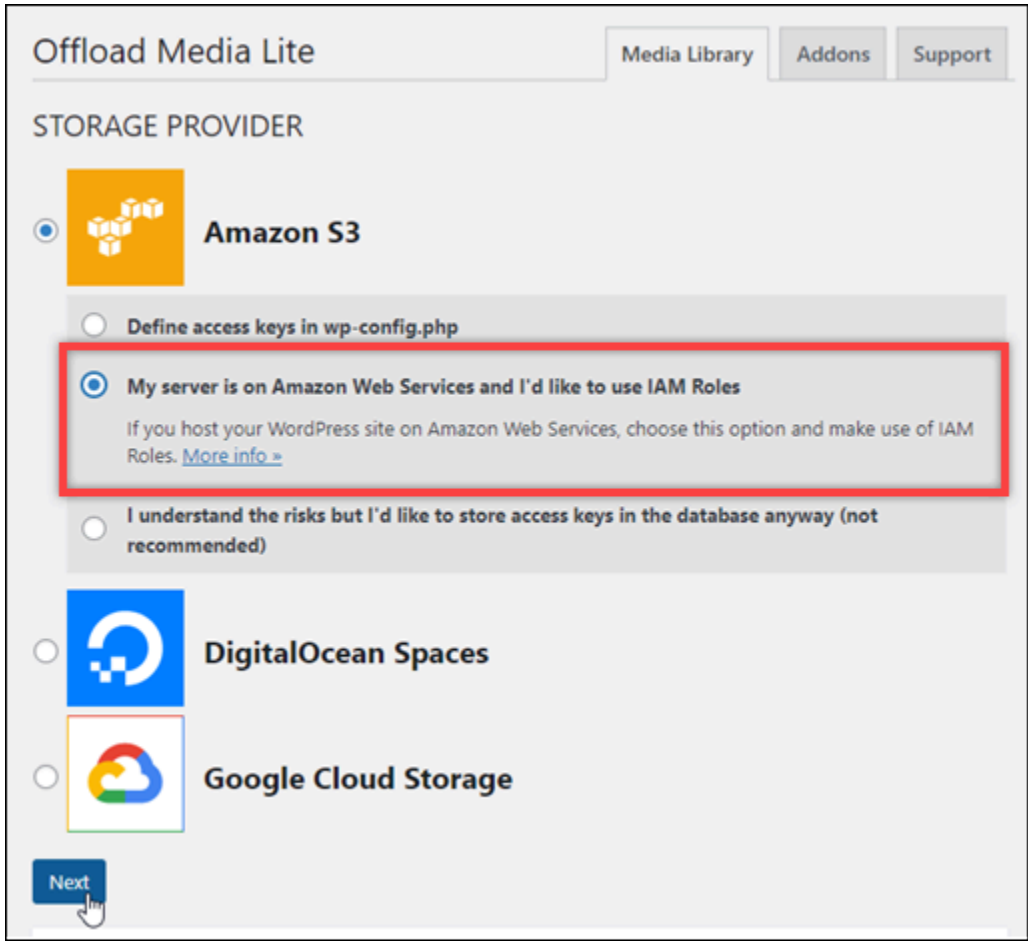 Offload Media Lite
Media Library
Addons
Support
STORAGE PROVIDER
Amazon S3
Define access keys in wp-config.php
My server is on Amazon Web Services and I'd like to use IAM Roles
If you host your WordPress site on Amazon Web Services, choose this option and make use of IAM
Roles. More info »
I understand the risks but I'd like to store access keys in the database anyway (not
recommended)
DigitalOcean Spaces
Google Cloud Storage
Next